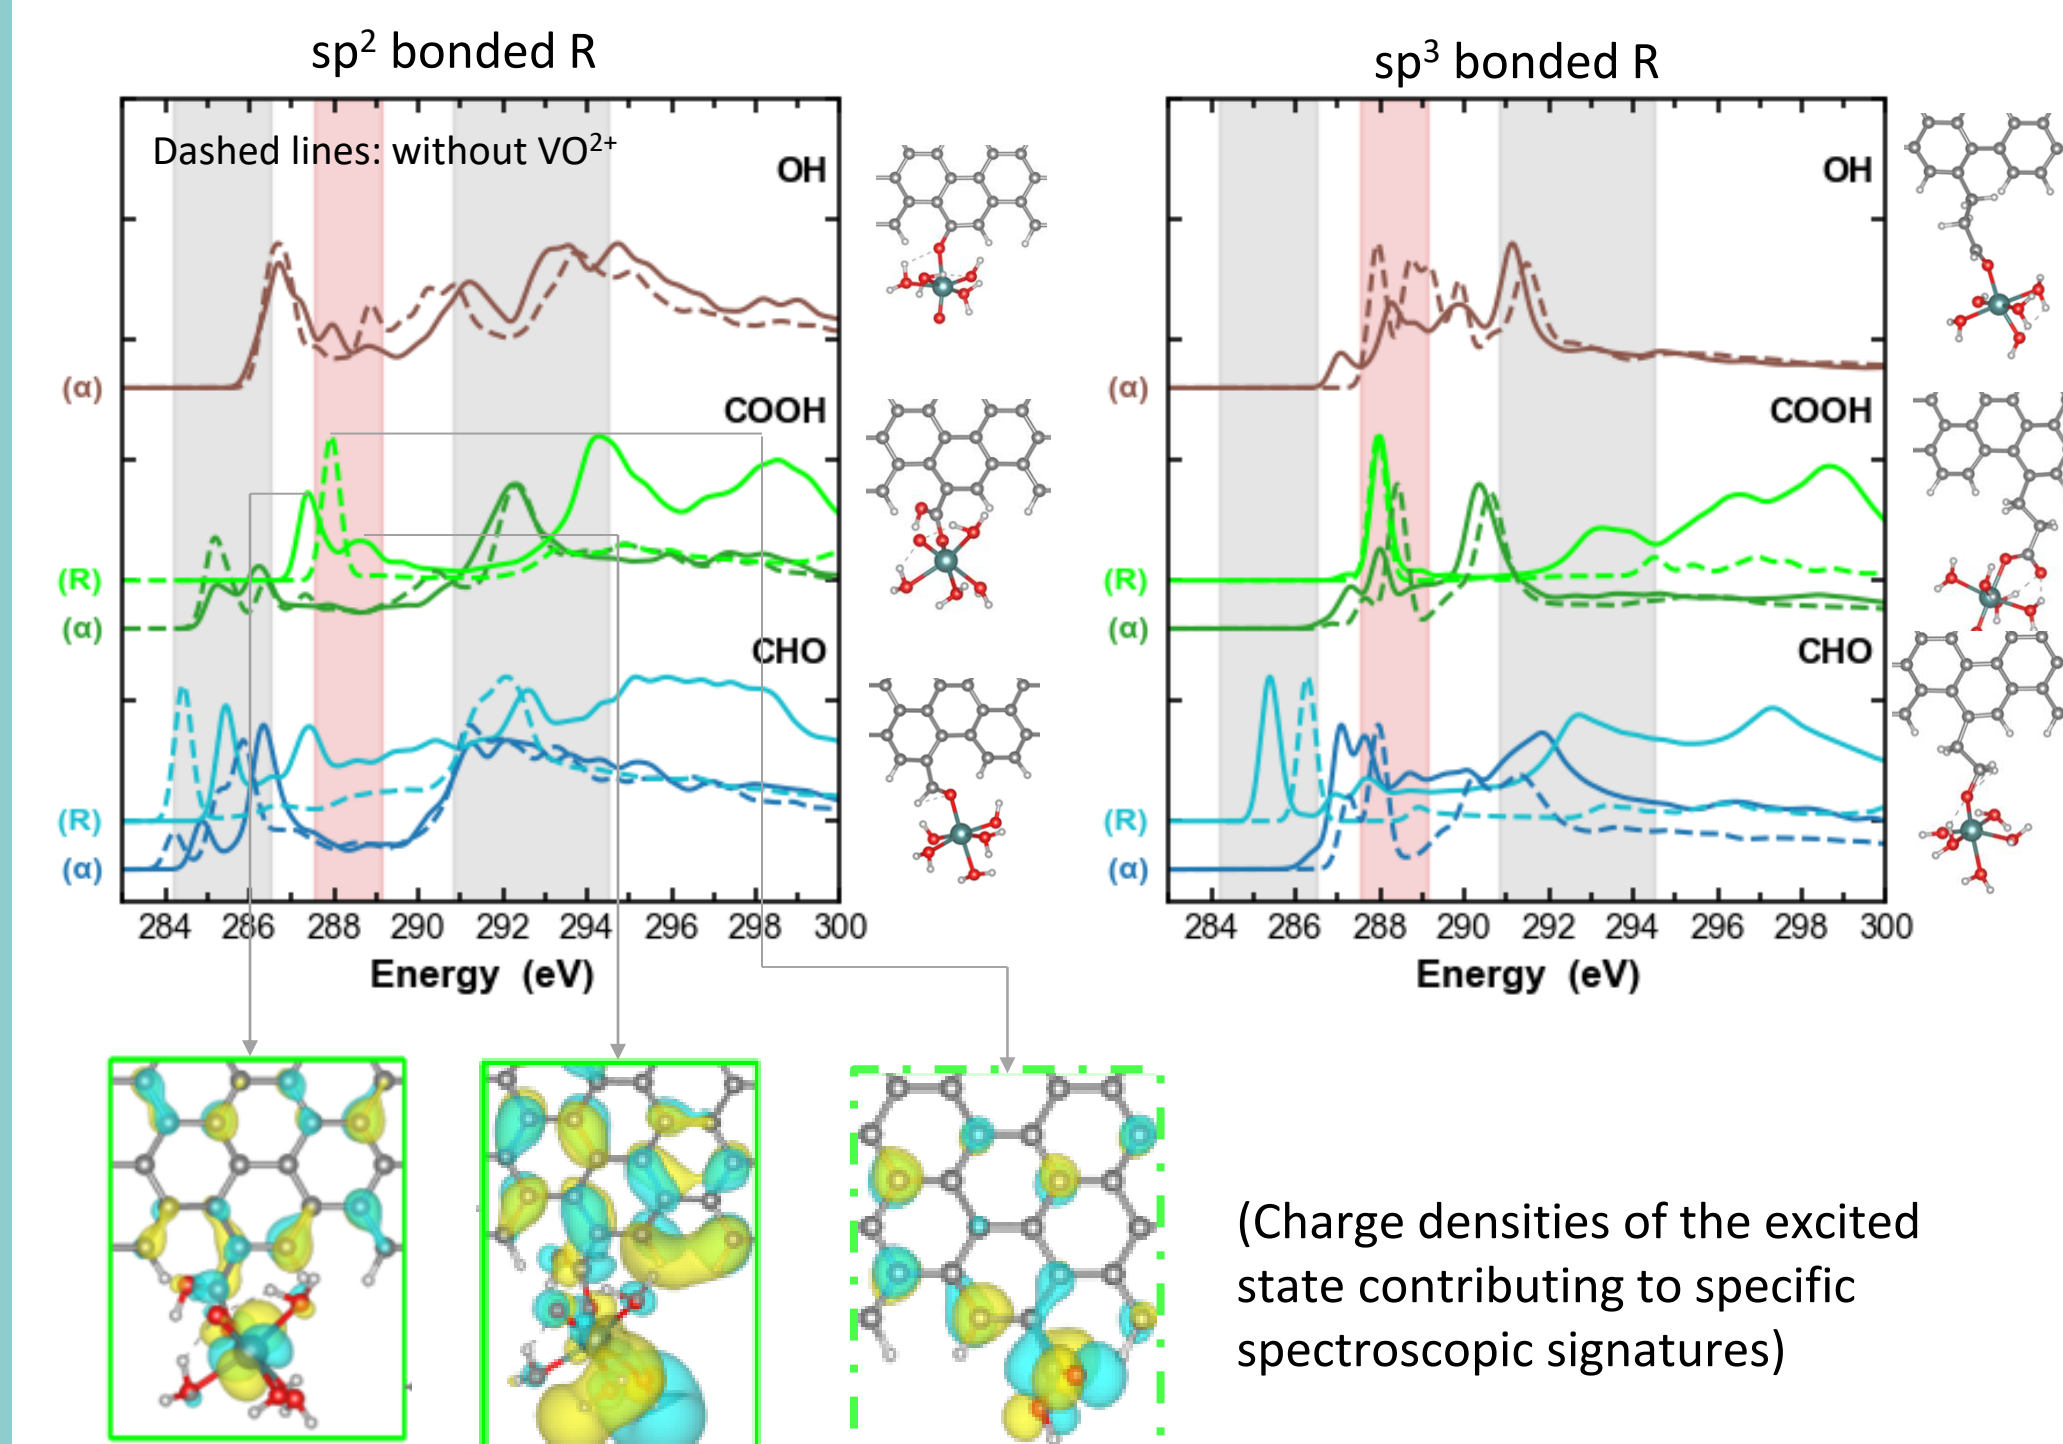 sp² bonded R
sp³ bonded R
Dashed lines: without VO²⁺
OH
(α)
COOH
(R)
(α)
CHO
(R)
(α)
284 286 288 290 292 294 296 298 300
Energy (eV)
OH
(α)
COOH
(R)
(α)
CHO
(R)
(α)
284 286 288 290 292 294 296 298 300
Energy (eV)
(Charge densities of the excited
state contributing to specific
spectroscopic signatures)